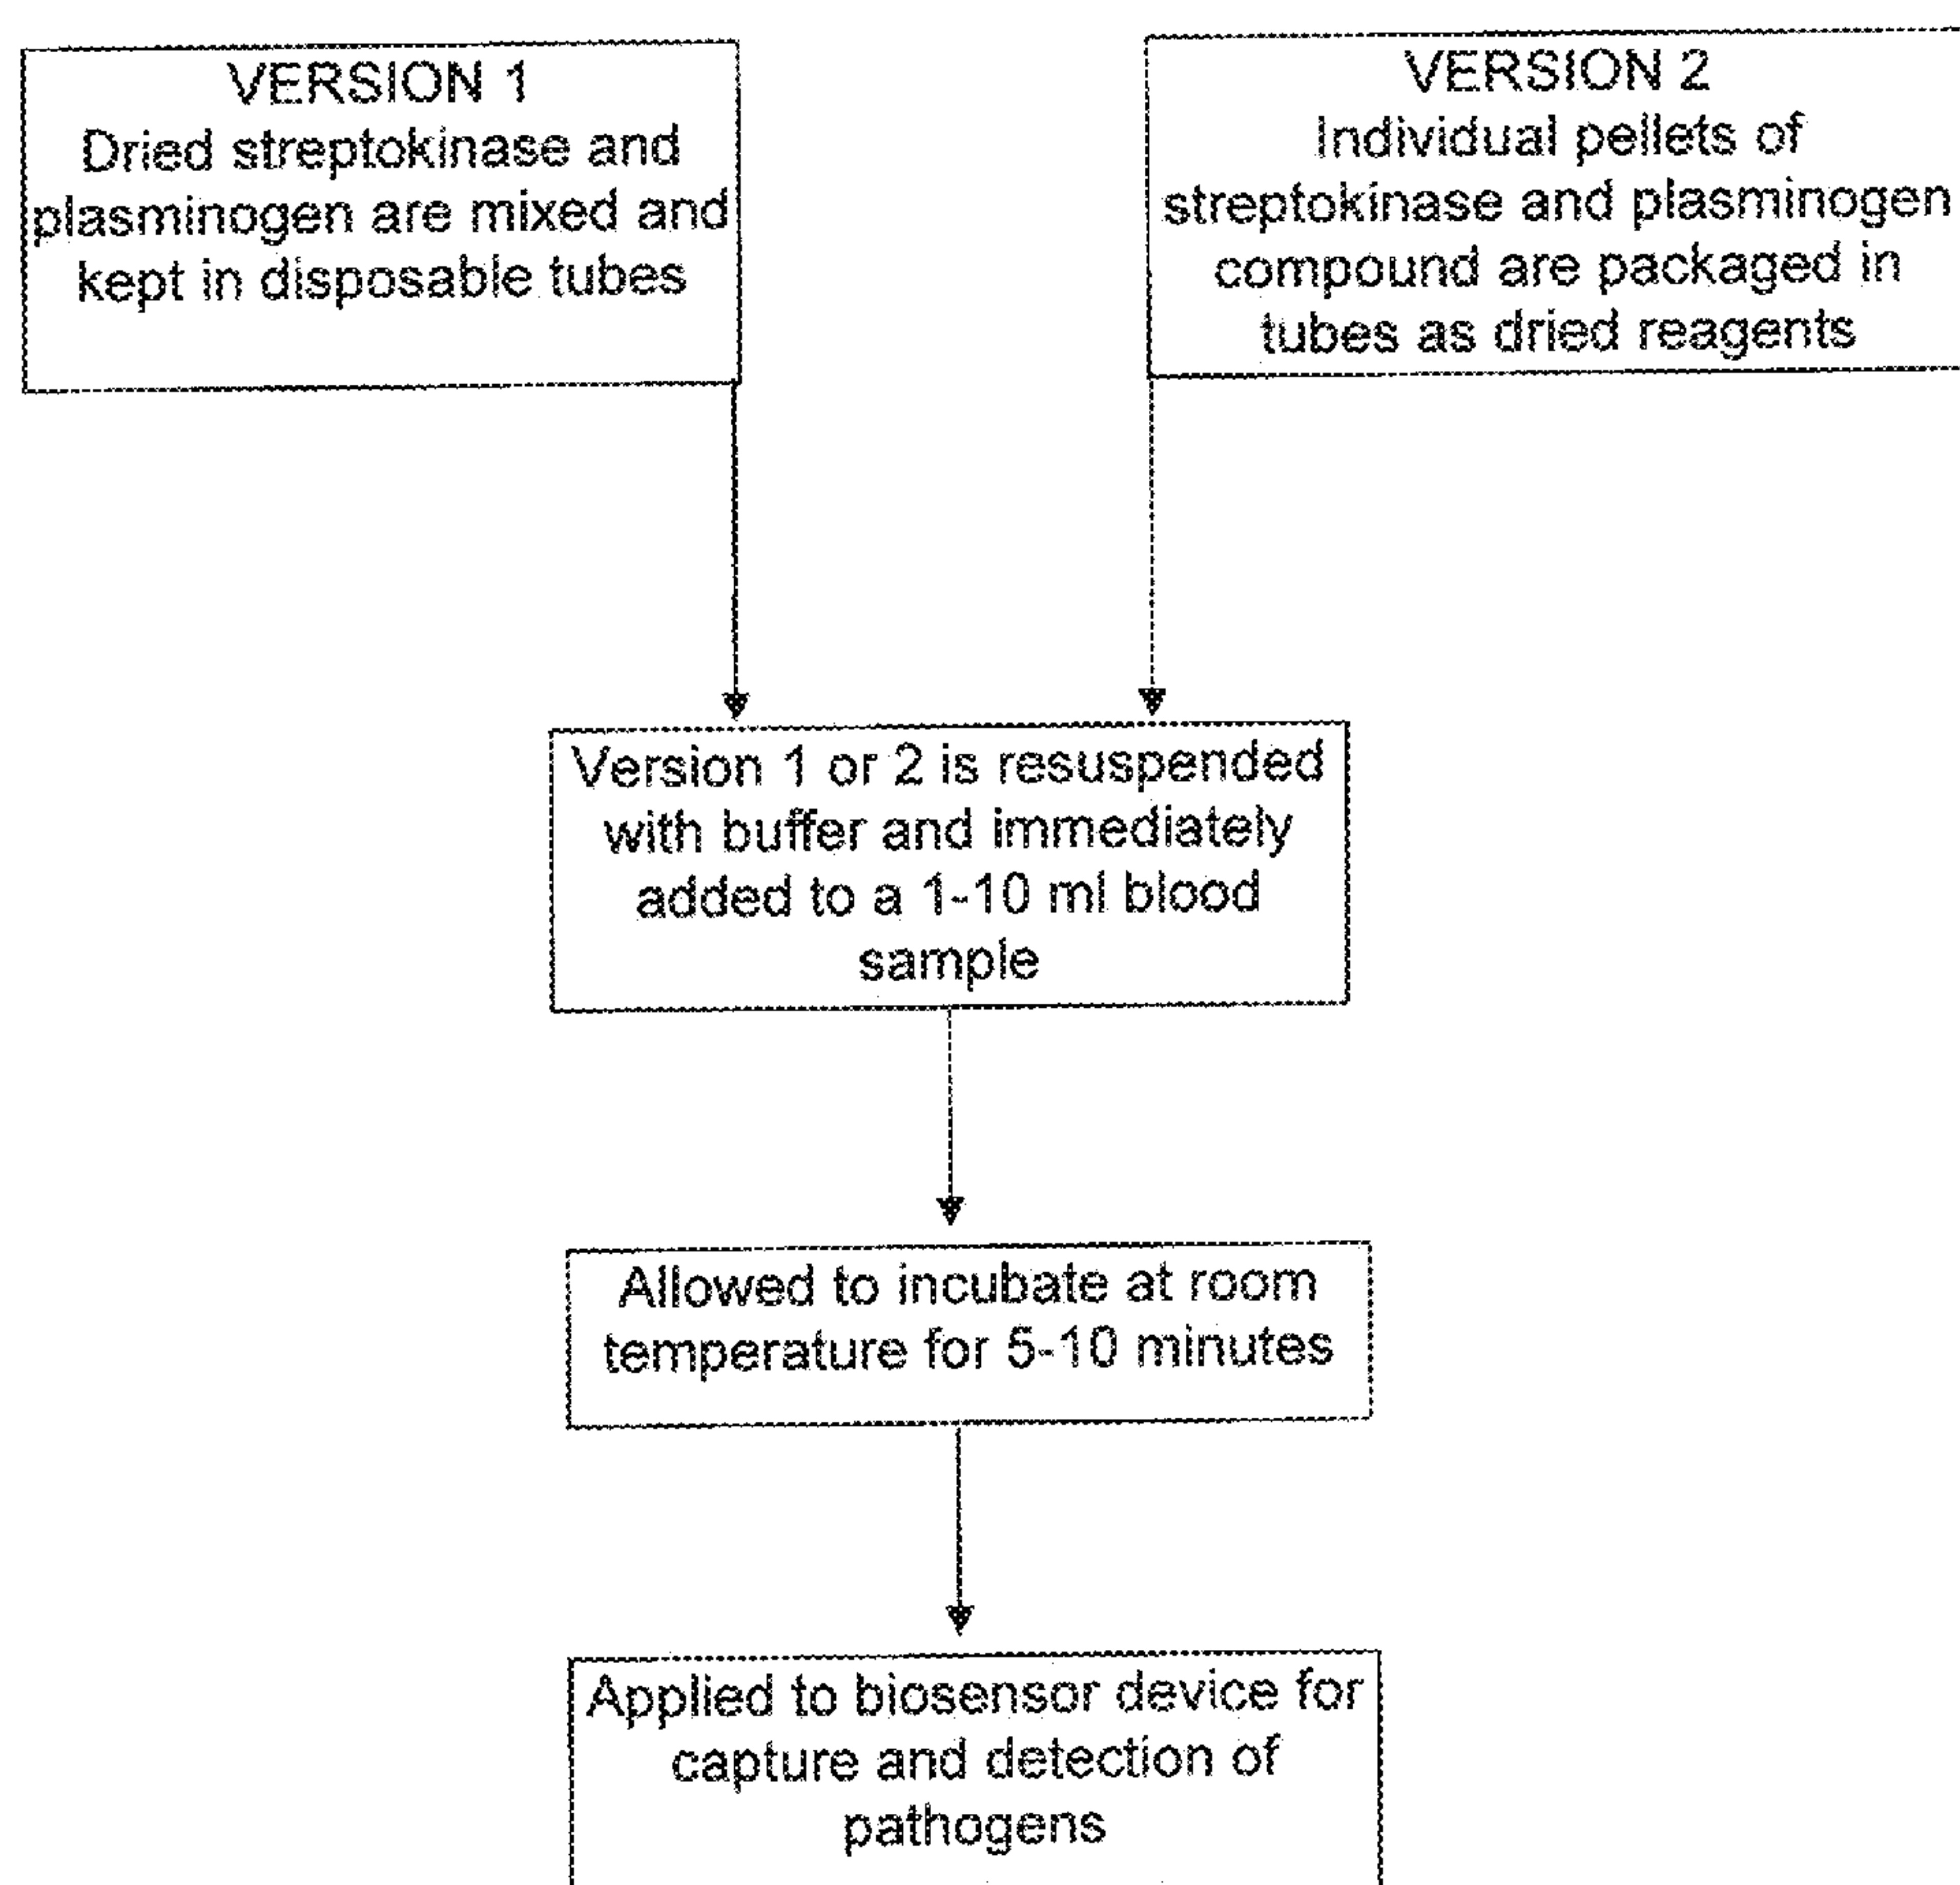 VERSION 1
Dried streptokinase and
plasminogen are mixed and
kept in disposable tubes
VERSION 2
Individual pellets of
streptokinase and plasminogen
compound are packaged in
tubes as dried reagents
Version 1 or 2 is resuspended
with buffer and immediately
added to a 1-10 ml blood
sample
Allowed to incubate at room
temperature for 5-10 minutes
Applied to biosensor device for
capture and detection of
pathogens